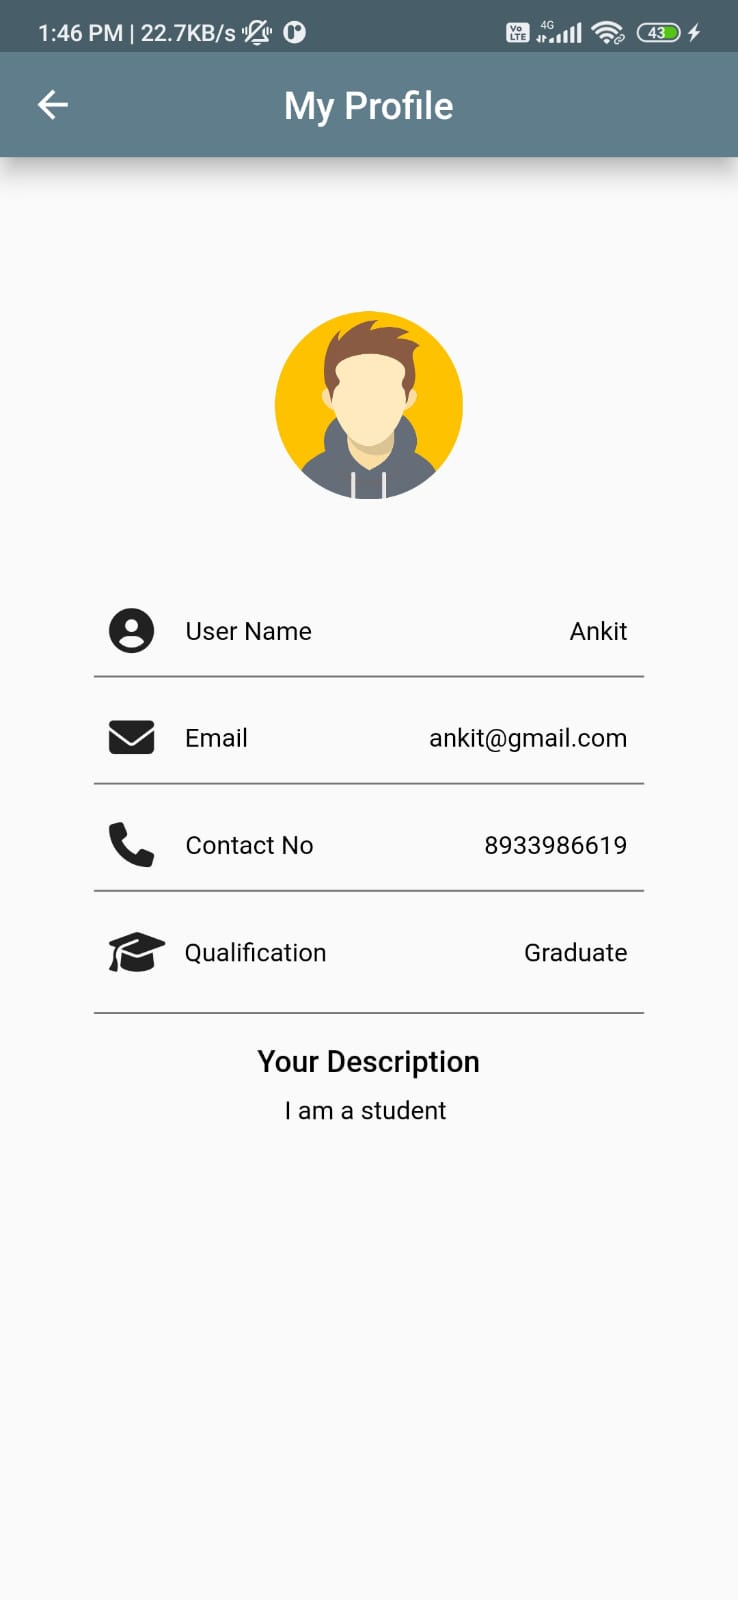 1:46 PM | 22.7KB/s Vo LTE 4G 43
My Profile
User Name Ankit
Email ankit@gmail.com
Contact No 8933986619
Qualification Graduate
Your Description
I am a student